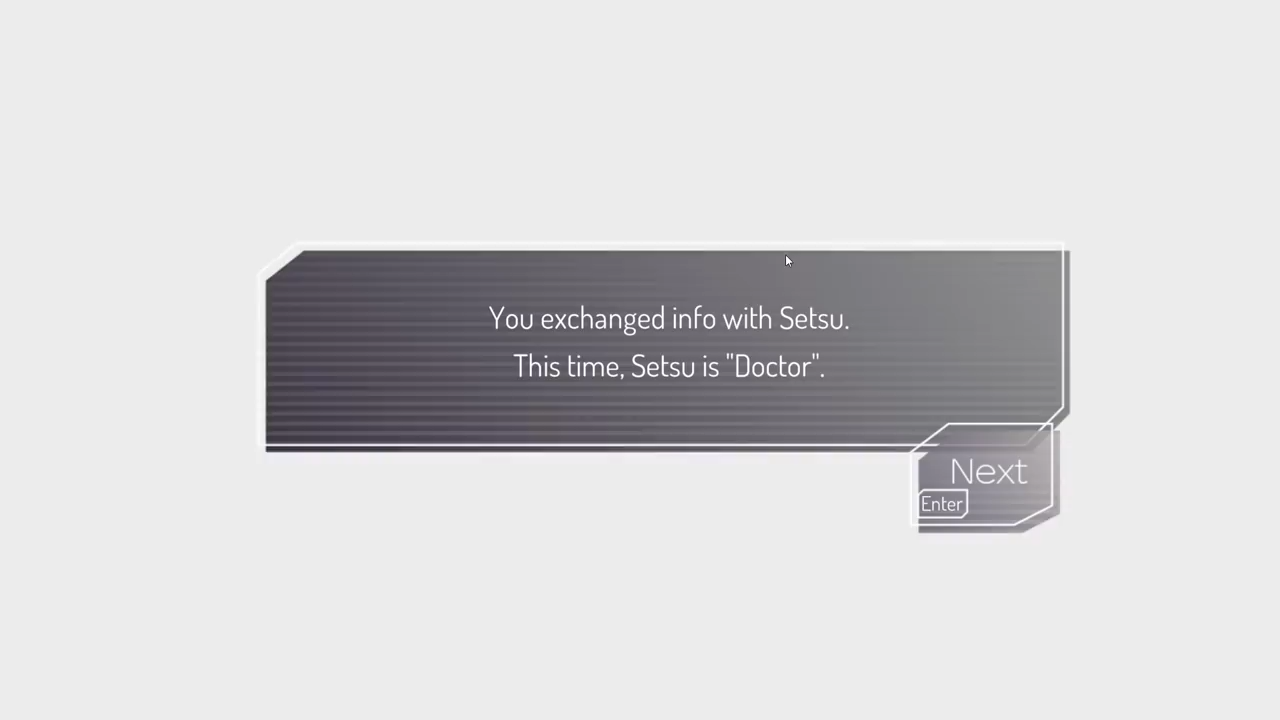 You exchanged info with Setsu.
This time, Setsu is "Doctor".
Next
Enter